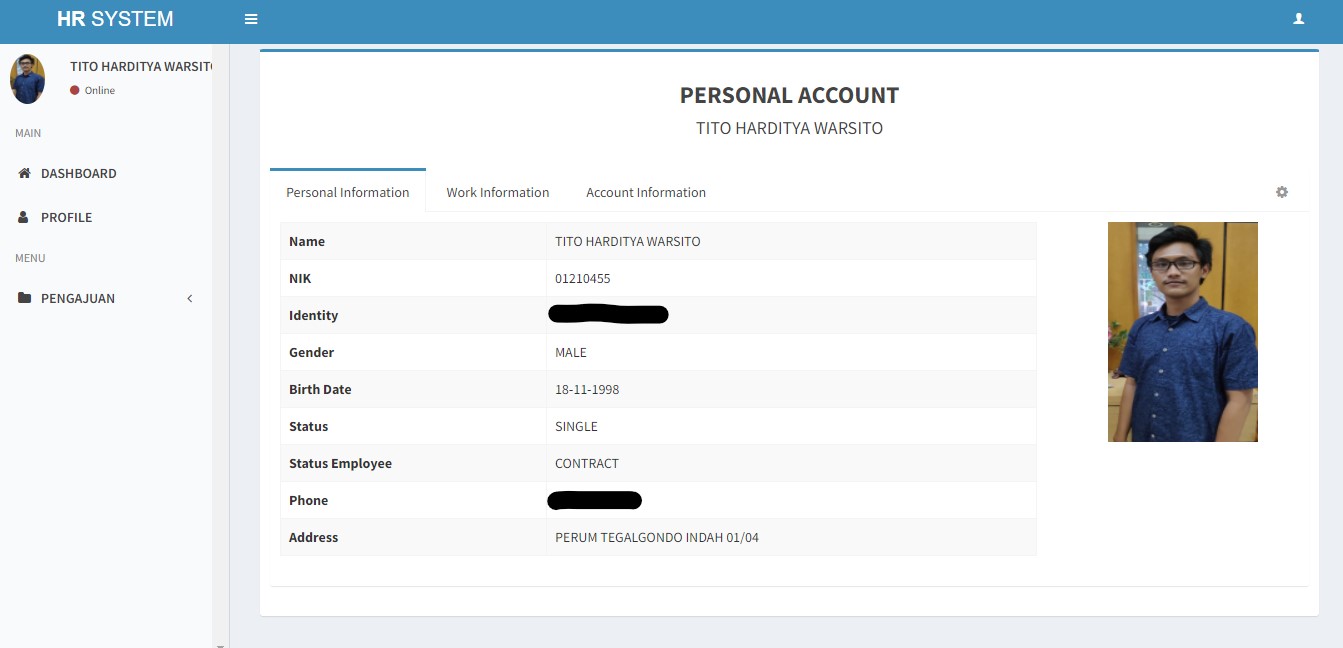 HR SYSTEM
TITO HARDITYA WARSIT
Online
MAIN
DASHBOARD
PROFILE
MENU
PENGAJUAN
PERSONAL ACCOUNT
TITO HARDITYA WARSITO
Personal Information Work Information Account Information
Name TITO HARDITYA WARSITO
NIK 01210455
Identity
Gender MALE
Birth Date 18-11-1998
Status SINGLE
Status Employee CONTRACT
Phone
Address PERUM TEGALGONDO INDAH 01/04